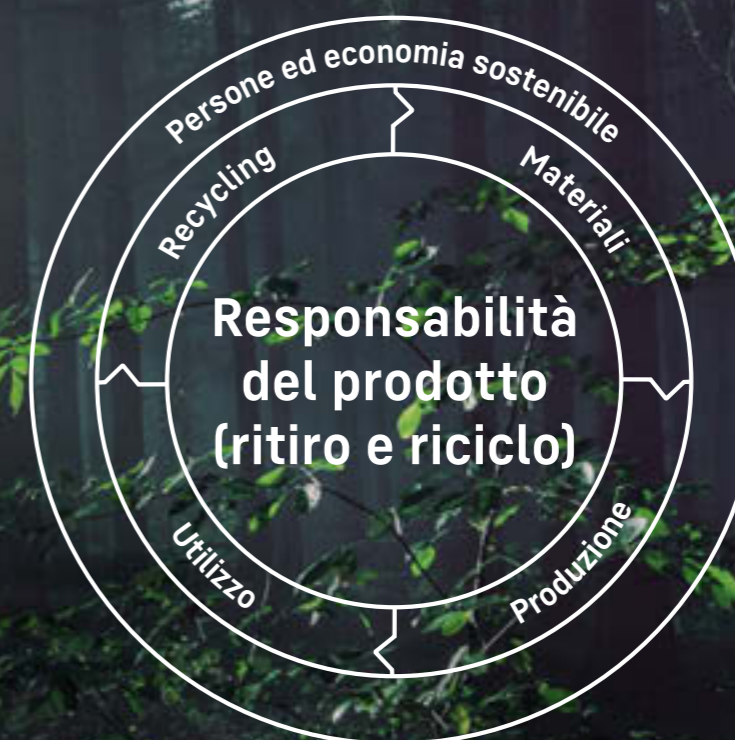 Persone ed economia sostenibile
Recycling
Materiali
Responsabilità
del prodotto
(ritiro e riciclo)
Utilizzo
Produzione